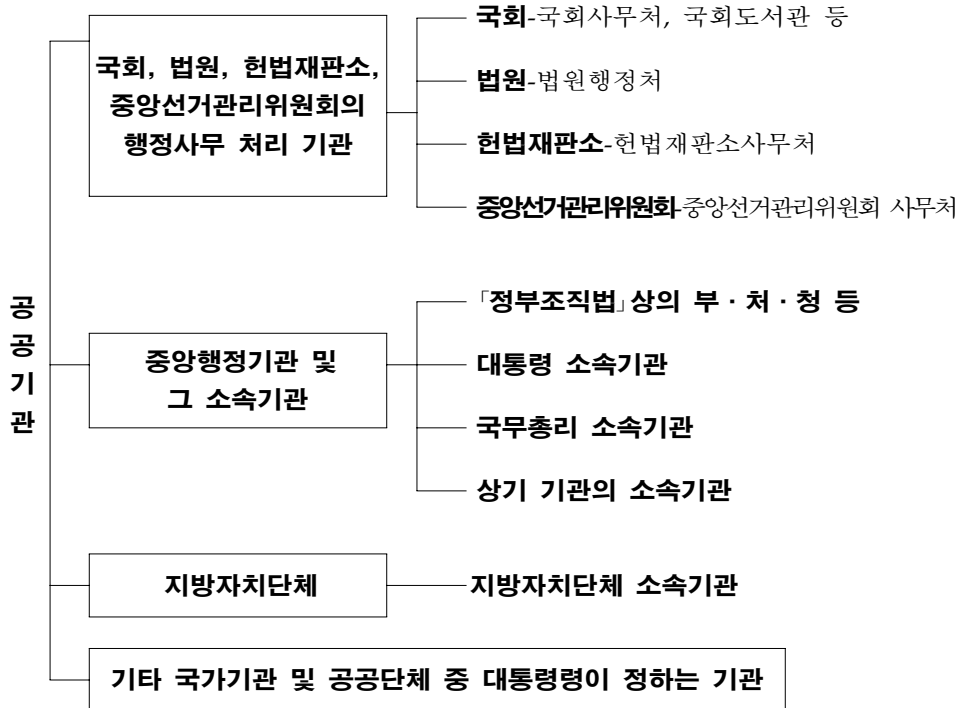 공
공
기
관
국회, 법원, 헌법재판소,
중앙선거관리위원회의
행정사무 처리 기관
국회-국회사무처, 국회도서관 등
법원-법원행정처
헌법재판소-헌법재판소사무처
중앙선거관리위원회-중앙선거관리위원회 사무처
중앙행정기관 및
그 소속기관
「정부조직법」상의 부·처·청 등
대통령 소속기관
국무총리 소속기관
상기 기관의 소속기관
지방자치단체
지방자치단체 소속기관
기타 국가기관 및 공공단체 중 대통령령이 정하는 기관